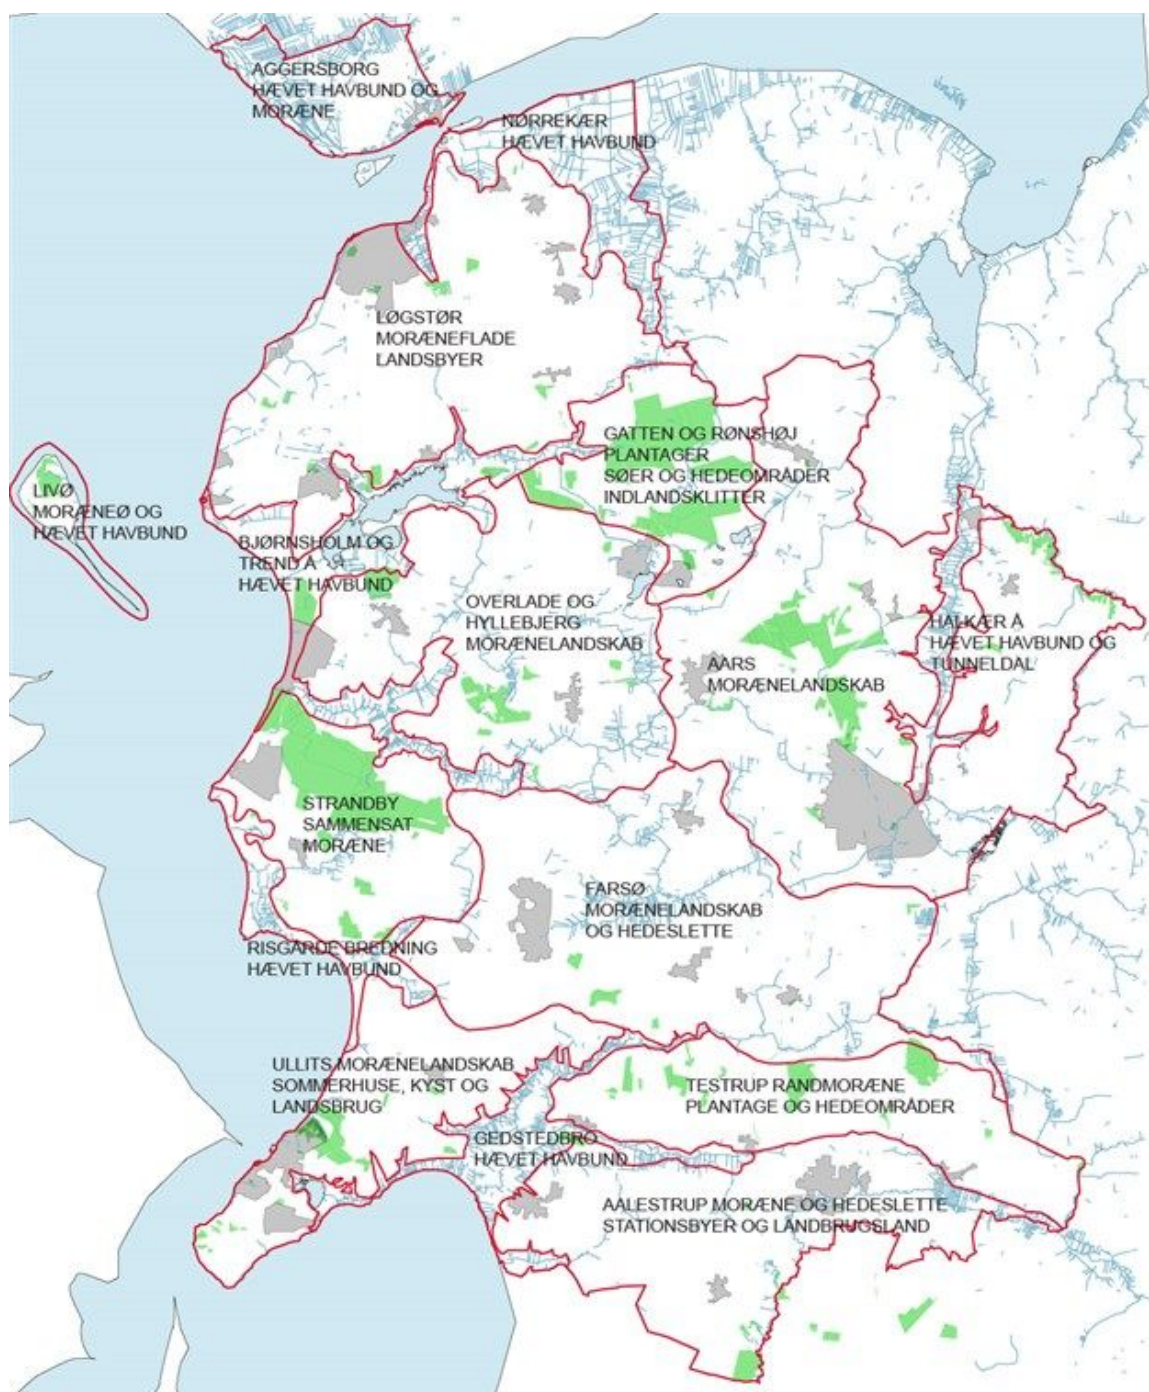 AGGERSBORG
HÆVET HAVBUND OG
MORÆNE
NØRREKÆR
HÆVET HAVBUND
LØGSTØR
MORÆNEFLADE
LANDSBYER
GATTEN OG RØNSHØJ
PLANTAGER
SØER OG HEDEOMRÅDER
INDLANDSKLITTER
LIVØ
MORÆNEØ OG
HÆVET HAVBUND
BJØRNSHOLM OG
TREND Å
HÆVET HAVBUND
OVERLADE OG
HYLLEBJERG
MORÆNELANDSKAB
HALKÆR Å
HÆVET HAVBUND OG
TUNNELDAL
AARS
MORÆNELANDSKAB
STRANDBY
SAMMENSAT
MORÆNE
FARSØ
MORÆNELANDSKAB
OG HEDESLETTE
RISGÅRDE BREDNING
HÆVET HAVBUND
ULLITS MORÆNELANDSKAB
SOMMERHUSE, KYST OG
LANDSBRUG
TESTRUP RANDMORÆNE
PLANTAGE OG HEDEOMRÅDER
GEDSTEDBRO
HÆVET HAVBUND
AALESTRUP MORÆNE OG HEDESLETTE
STATIONSBYER OG LANDBRUGSLAND